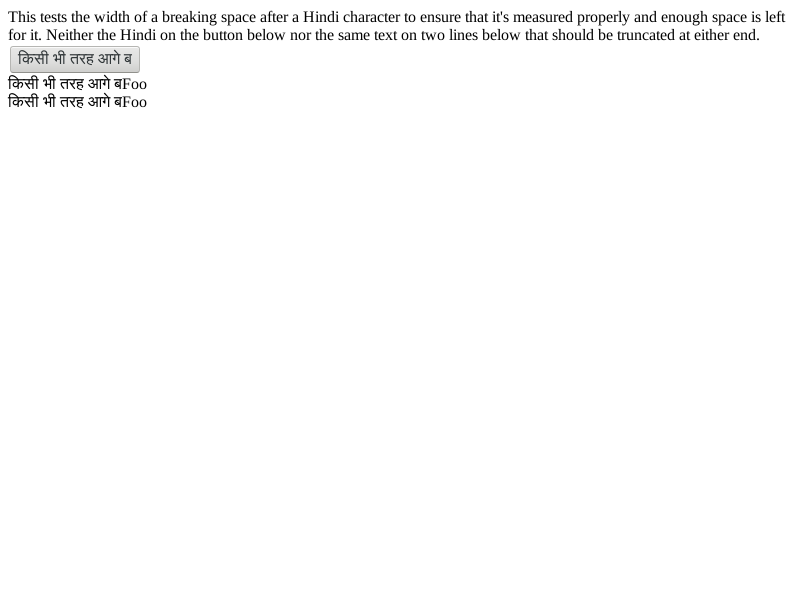 This tests the width of a breaking space after a Hindi character to ensure that it's measured properly and enough space is left
for it. Neither the Hindi on the button below nor the same text on two lines below that should be truncated at either end.
किसी भी तरह आगे ब
किसी भी तरह आगे बFoo
किसी भी तरह आगे बFoo